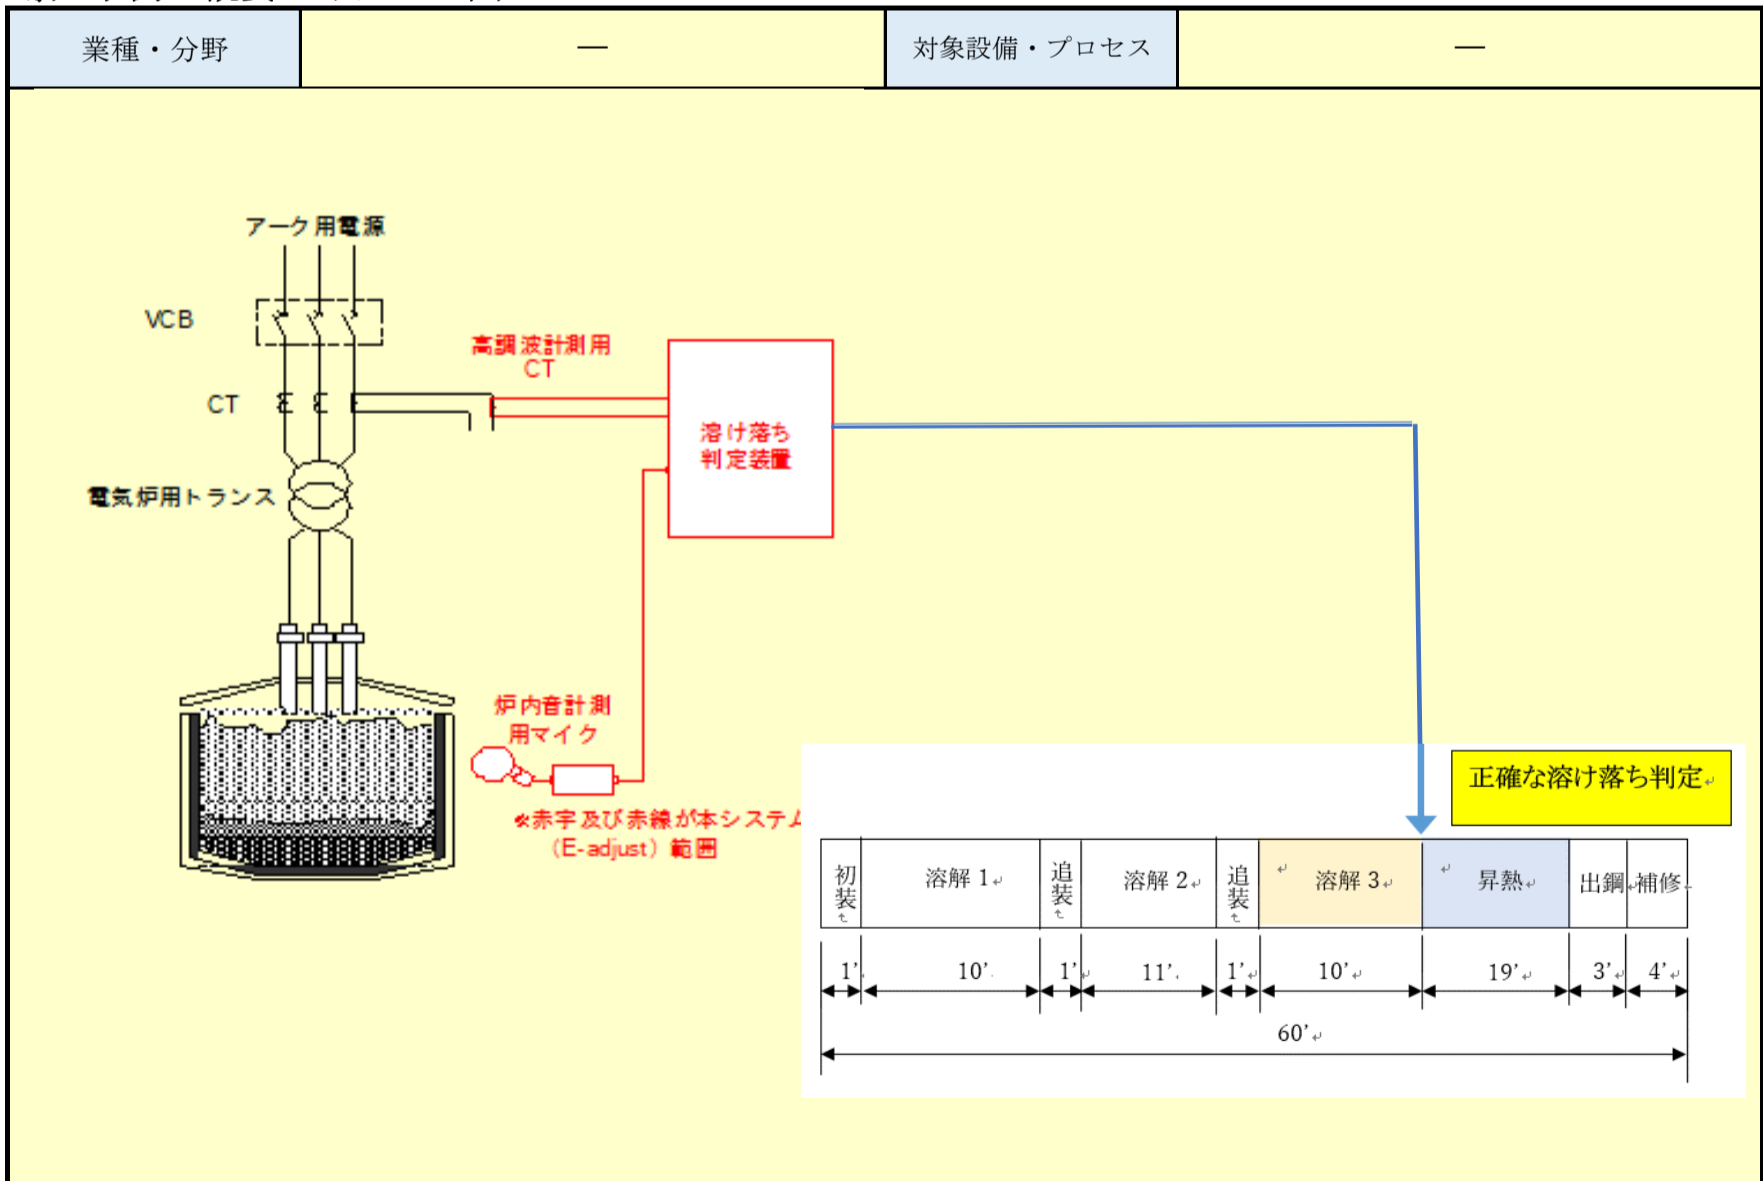 業種・分野
―
対象設備・プロセス
―
アーク用電源
VCB
高調波計測用
CT
CT
溶け落ち
判定装置
電気炉用トランス
炉内音計測
用マイク
※赤字及び赤線が本システム
（E-adjust）範囲
正確な溶け落ち判定
初装
溶解 1
追装
溶解 2
追装
溶解 3
昇熱
出鋼
補修
1’
10’
1’
11’
1’
10’
19’
3’
4’
60’